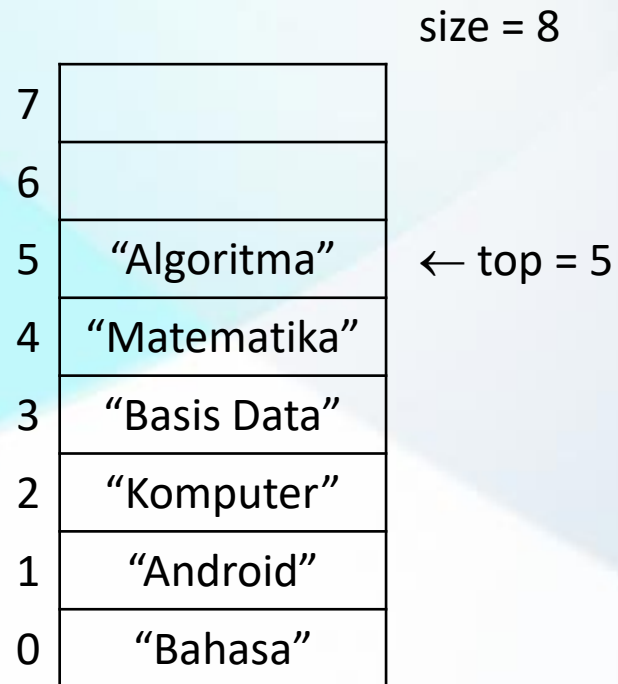 size = 8
7
6
5 “Algoritma” ← top = 5
4 “Matematika”
3 “Basis Data”
2 “Komputer”
1 “Android”
0 “Bahasa”